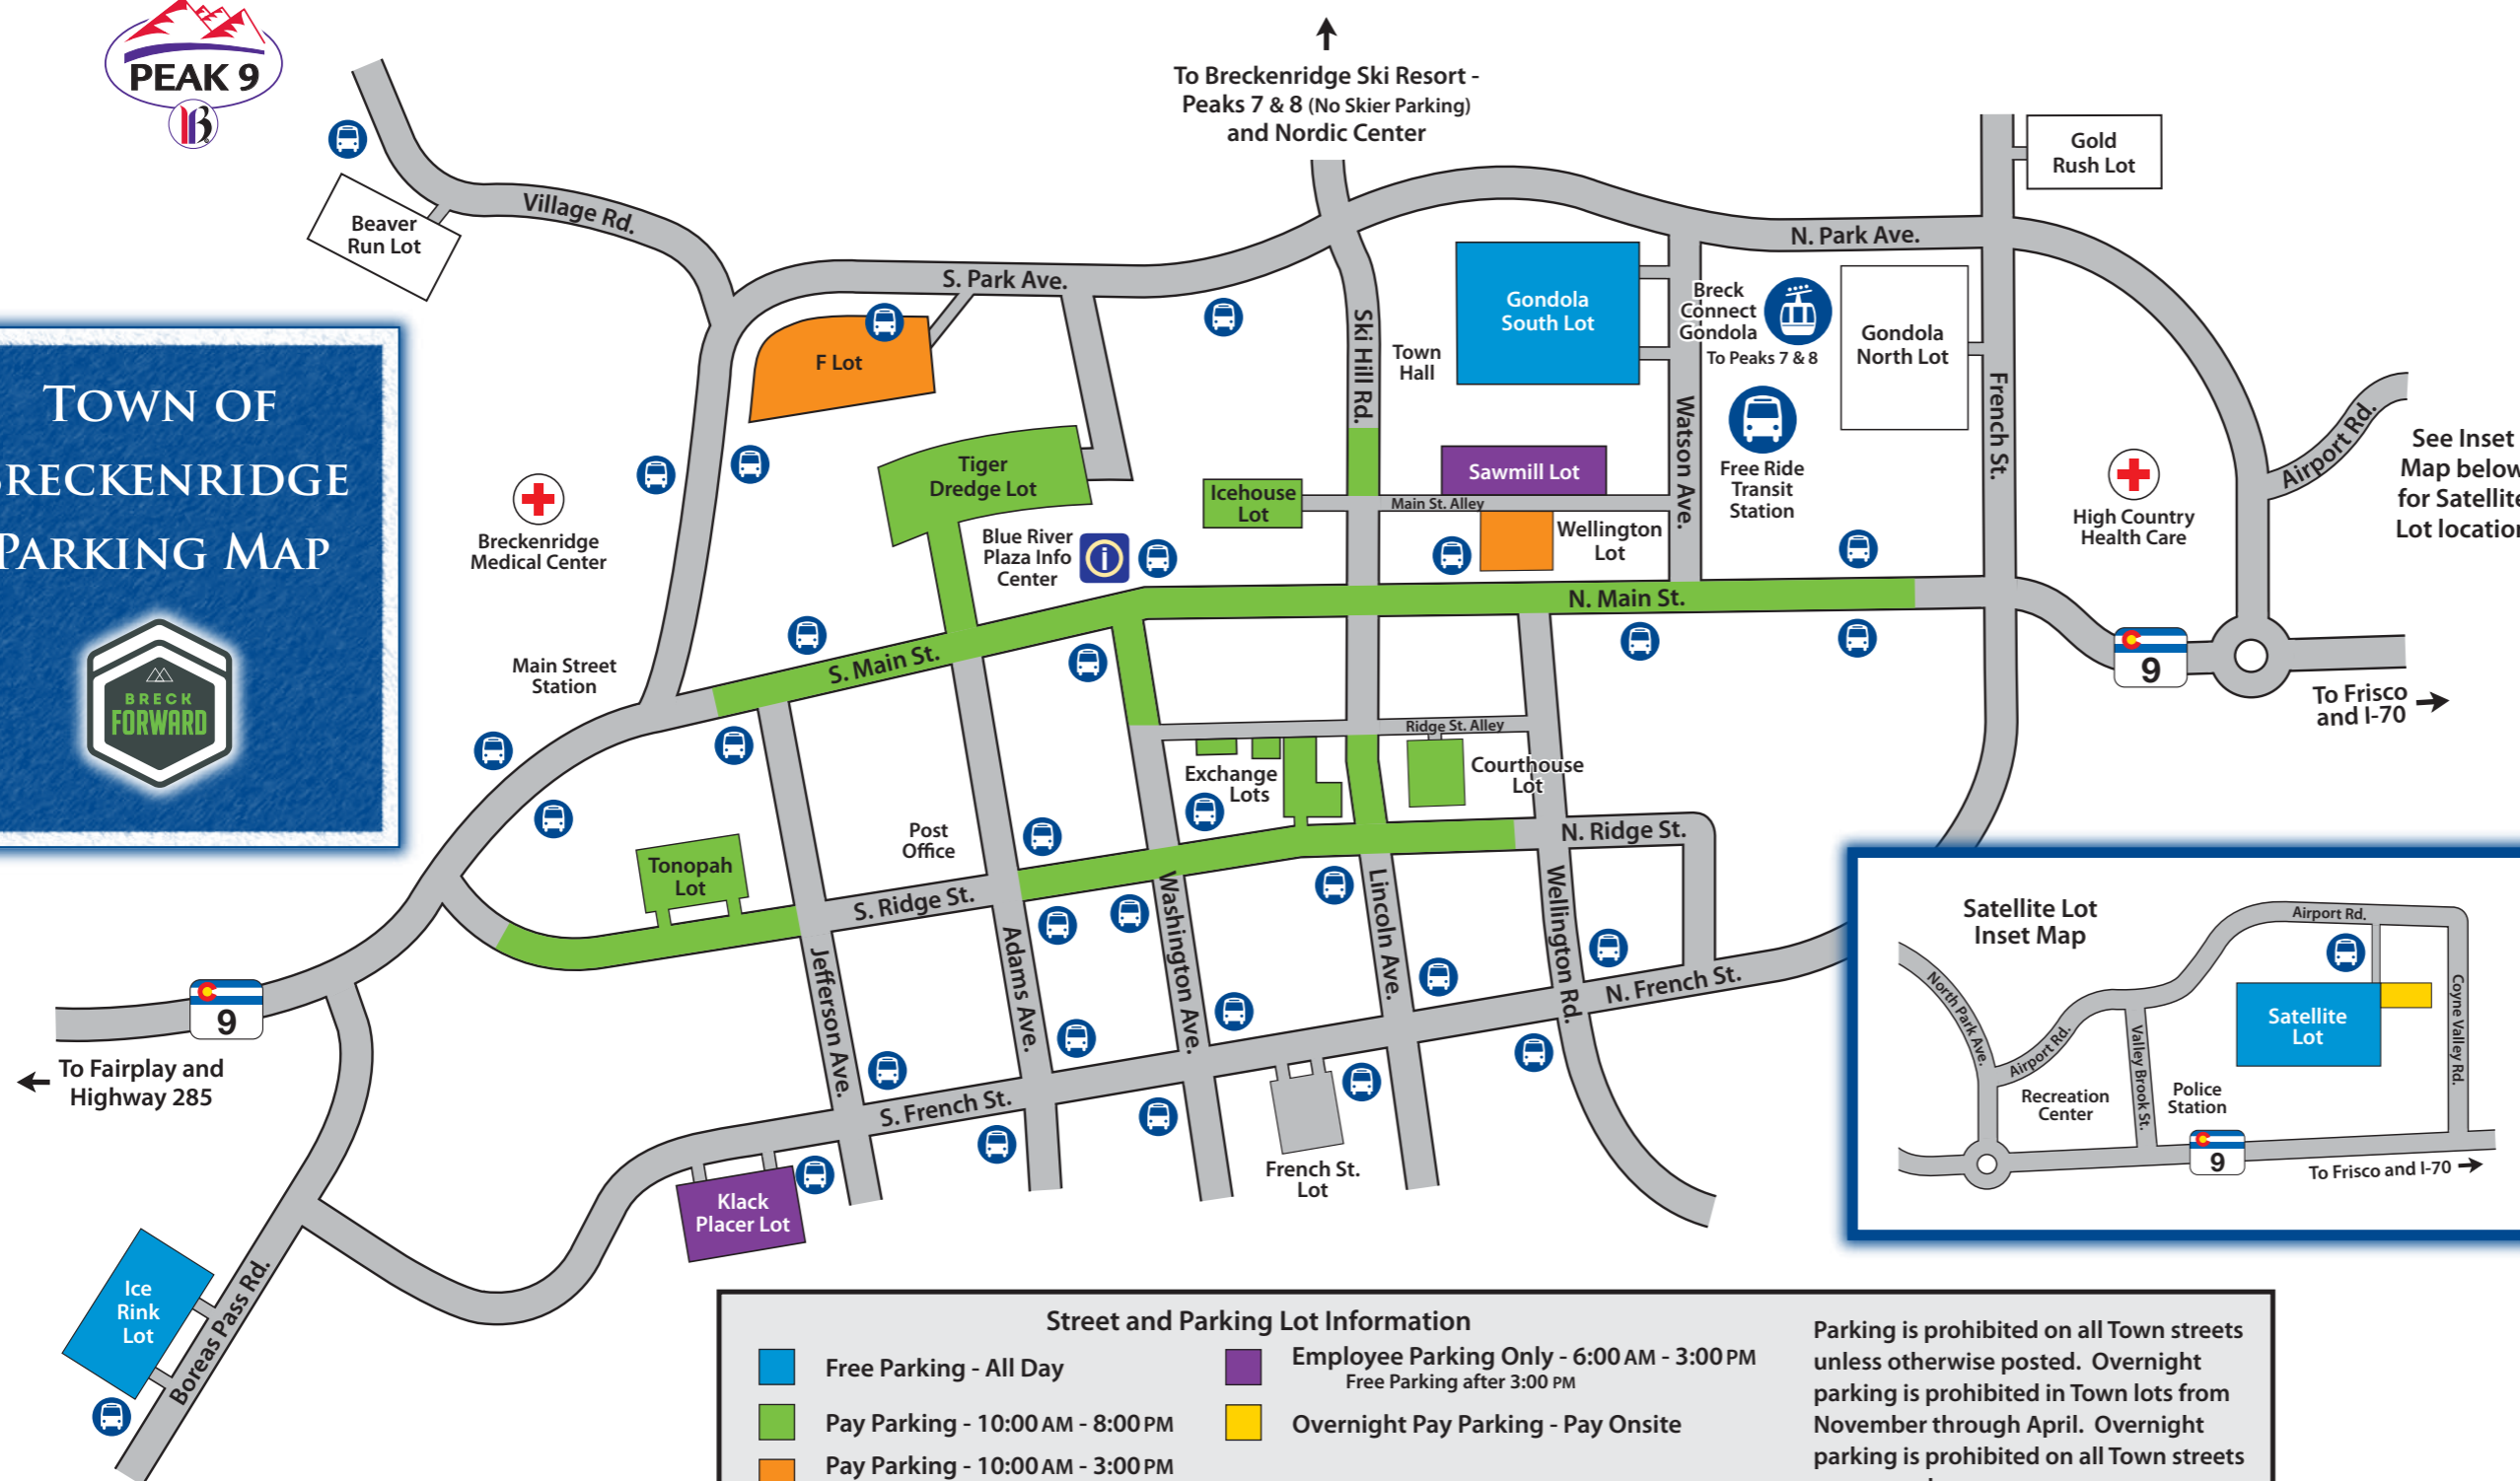 PEAK 9
B
To Breckenridge Ski Resort -
Peaks 7 & 8 (No Skier Parking)
and Nordic Center
Gold
Rush Lot
Beaver
Run Lot
Village Rd.
S. Park Ave.
N. Park Ave.
F Lot
Ski Hill Rd.
Town
Hall
Gondola
South Lot
Breck
Connect
Gondola
To Peaks 7 & 8
Gondola
North Lot
French St.
Watson Ave.
Free Ride
Transit
Station
Airport Rd.
See Inset
Map below
for Satellite
Lot location
High Country
Health Care
TOWN OF
BRECKENRIDGE
PARKING MAP
BRECK
FORWARD
Breckenridge
Medical Center
Tiger
Dredge Lot
Icehouse
Lot
Sawmill Lot
Main St. Alley
Wellington
Lot
Blue River
Plaza Info
Center
i
N. Main St.
S. Main St.
Main Street
Station
9
To Frisco
and I-70
Ridge St. Alley
Exchange
Lots
Courthouse
Lot
Post
Office
Tonopah
Lot
N. Ridge St.
S. Ridge St.
Jefferson Ave.
Adams Ave.
Washington Ave.
Lincoln Ave.
Wellington Rd.
N. French St.
S. French St.
9
To Fairplay and
Highway 285
French St.
Lot
Klack
Placer Lot
Ice
Rink
Lot
Boreas Pass Rd.
Satellite Lot
Inset Map
Airport Rd.
North Park Ave.
Airport Rd.
Valley Brook St.
Coyne Valley Rd.
Satellite
Lot
Recreation
Center
Police
Station
9
To Frisco and I-70
Street and Parking Lot Information
Free Parking - All Day
Pay Parking - 10:00 AM - 8:00 PM
Pay Parking - 10:00 AM - 3:00 PM
Employee Parking Only - 6:00 AM - 3:00 PM
Free Parking after 3:00 PM
Overnight Pay Parking - Pay Onsite
Parking is prohibited on all Town streets
unless otherwise posted. Overnight
parking is prohibited in Town lots from
November through April. Overnight
parking is prohibited on all Town streets